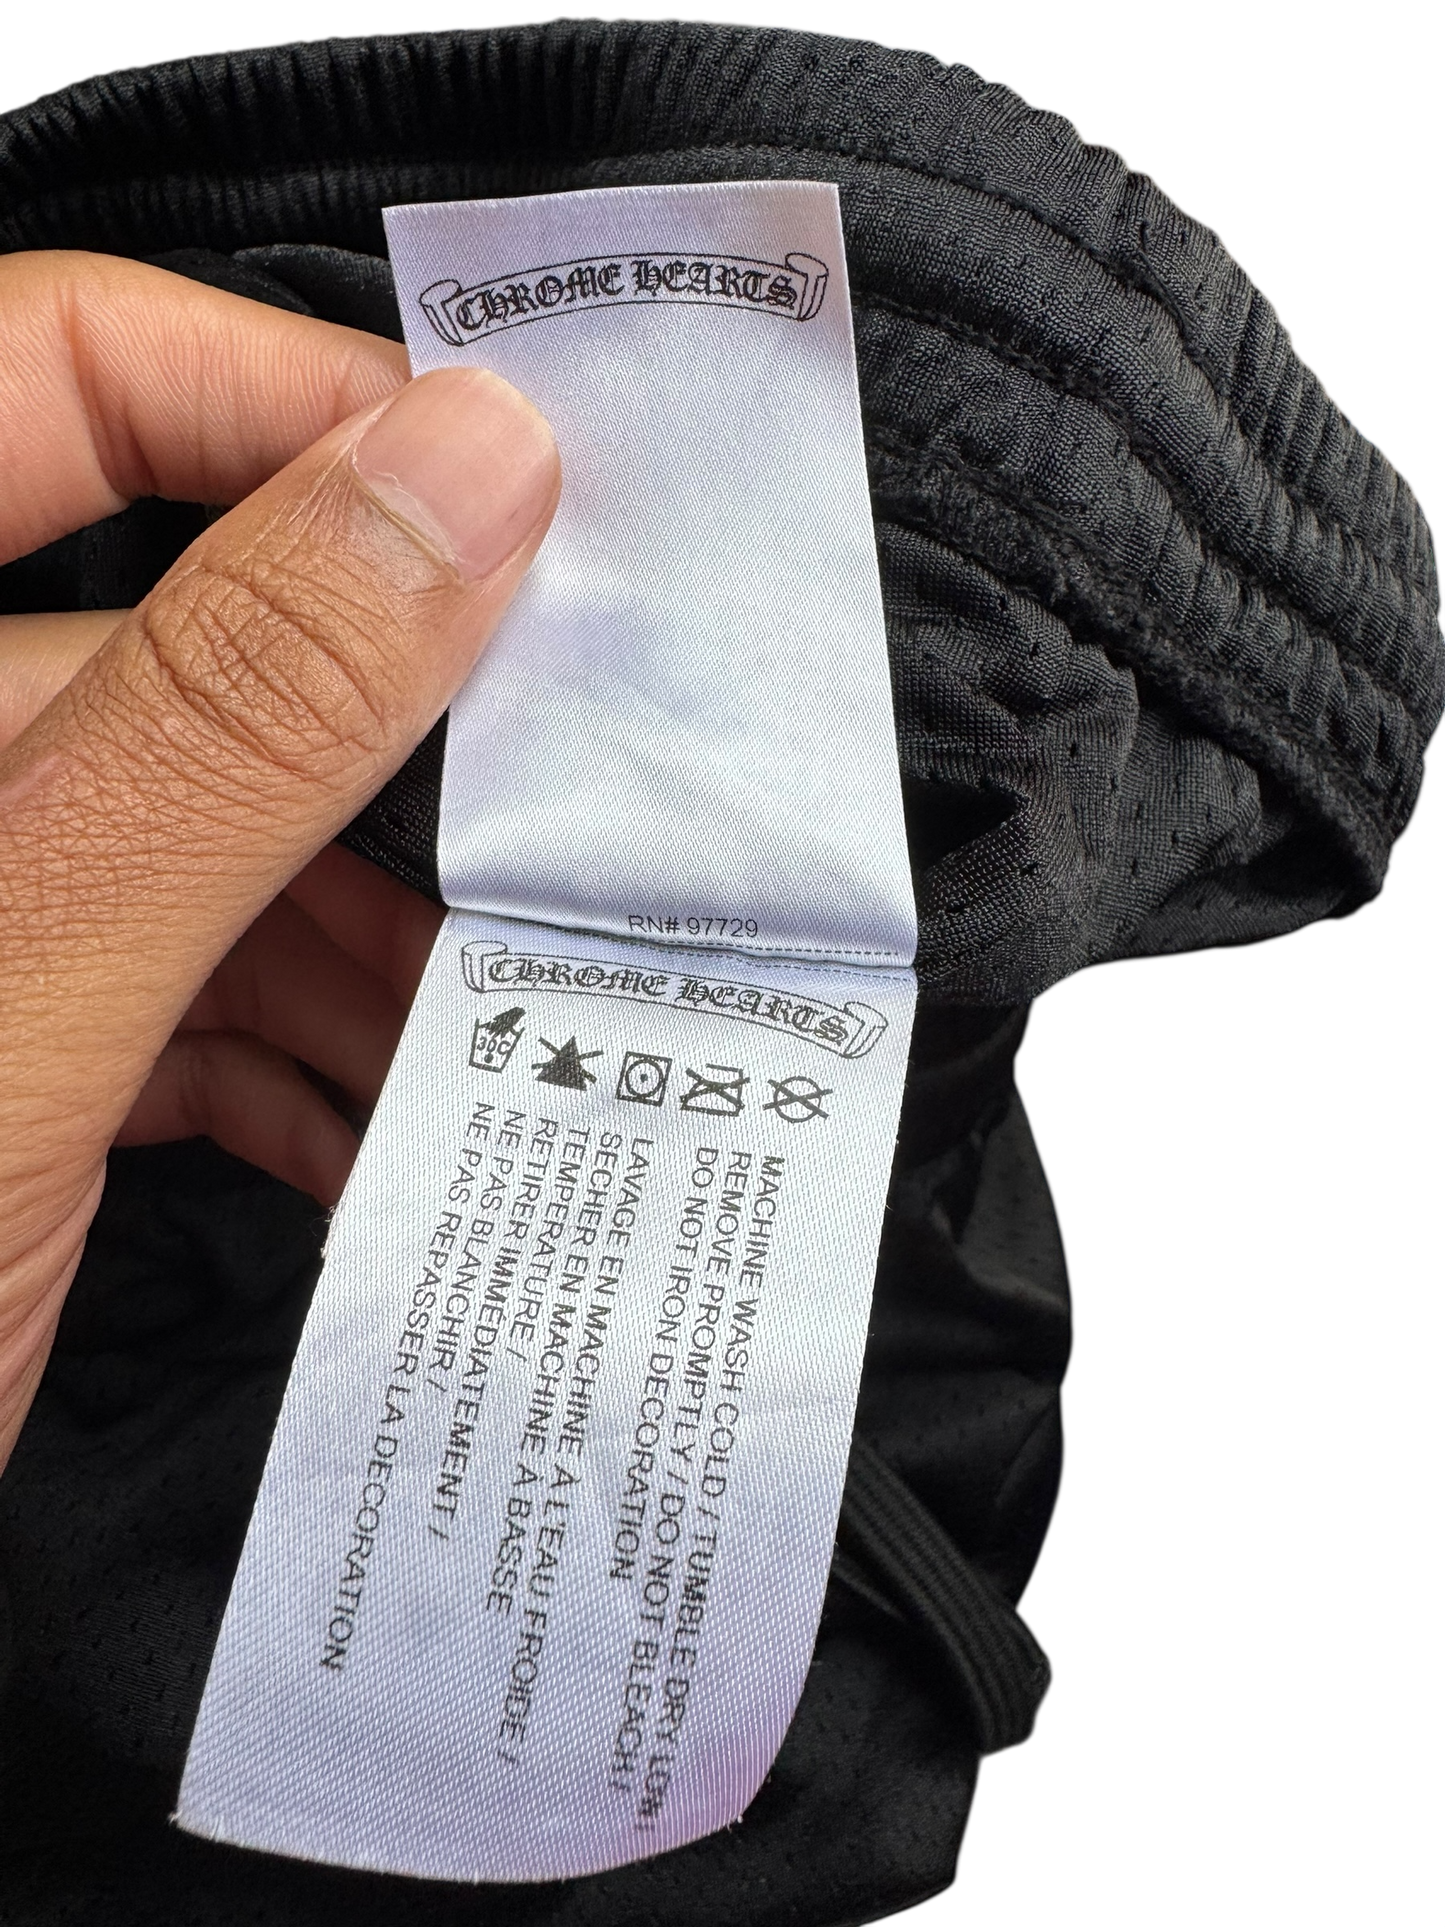 CHROME HEARTS
RN# 97729
CHROME HEARTS
30C
MACHINE WASH COLD / TUMBLE DRY LOW /
REMOVE PROMPTLY / DO NOT BLEACH /
DO NOT IRON DECORATION
LAVAGE EN MACHINE A L'EAU FROIDE /
SECHER EN MACHINE A BASSE
TEMPERATURE /
RETIRER IMMEDIATEMENT /
NE PAS BLANCHIR /
NE PAS REPASSER LA DECORATION